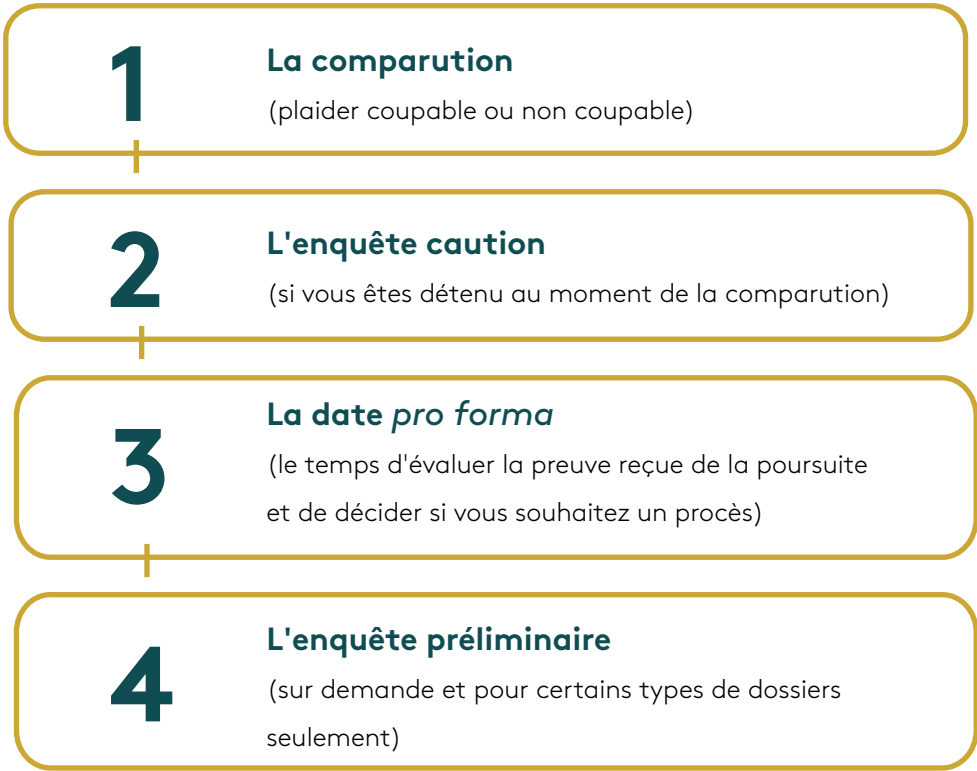 1
La comparution
(plaider coupable ou non coupable)
2
L'enquête caution
(si vous êtes détenu au moment de la comparution)
3
La date pro forma
(le temps d'évaluer la preuve reçue de la poursuite
et de décider si vous souhaitez un procès)
4
L'enquête préliminaire
(sur demande et pour certains types de dossiers
seulement)